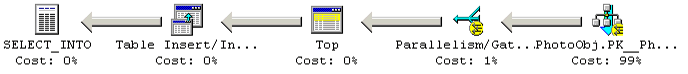 SELECT_INTO Table Insert/In... Top Parallelism/Gat... PhotoObj.PK__Ph...
Cost: 0% Cost: 0% Cost: 0% Cost: 1% Cost: 99%